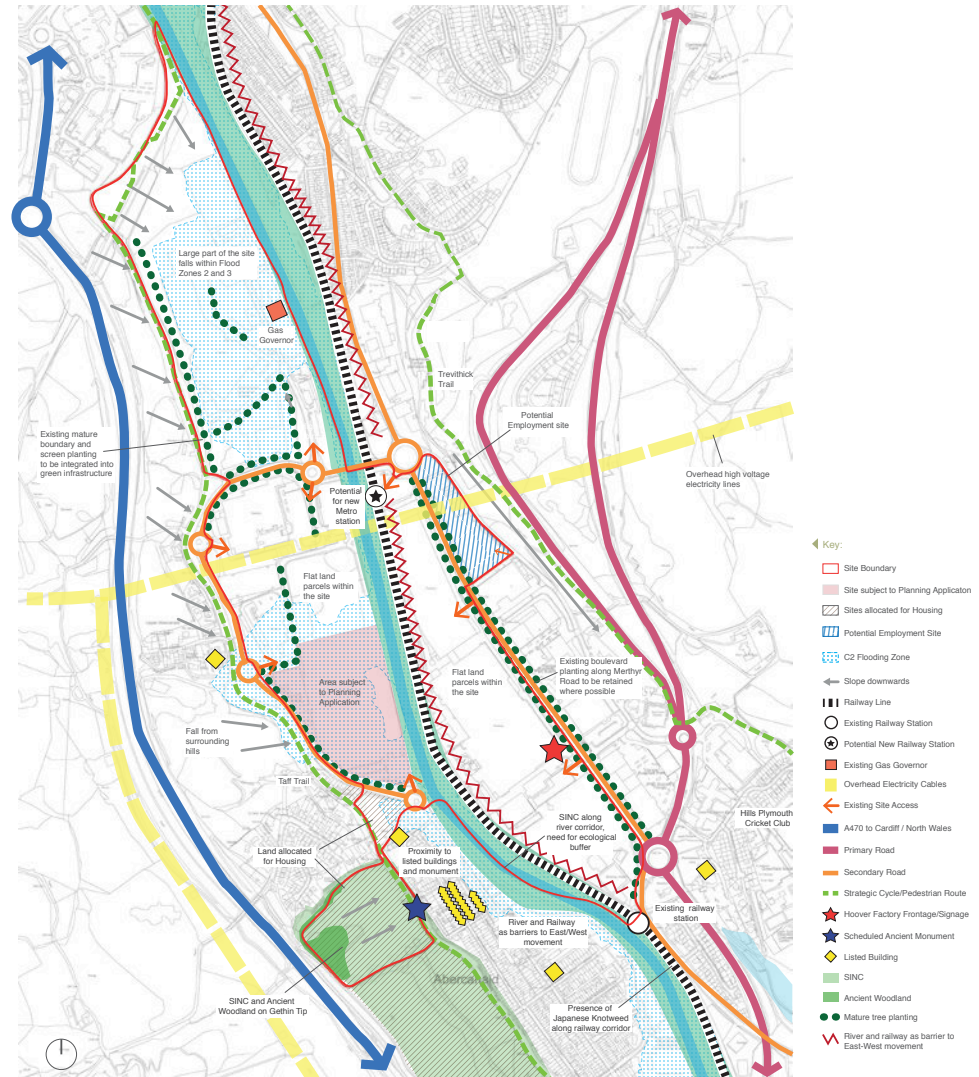 Large part of the site
falls within Flood
Zones 2 and 3
Gas
Governor
Trevithick
Trail
Potential
Employment site
Existing mature
boundary and
screen planting
to be integrated into
green infrastructure
Overhead high voltage
electricity lines
Potential
for new
Metro
station
Flat land
parcels within
the site
Area subject
to Planning
Application
Flat land
parcels within
the site
Existing boulevard
planting along Merthyr
Road to be retained
where possible
Fall from
surrounding
hills
Taff Trail
Hills Plymouth
Cricket Club
SINC along
river corridor,
need for ecological
buffer
Land allocated
for Housing
Proximity to
listed buildings
and monument
River and Railway
as barriers to East/West
movement
Existing railway
station
Abercanaid
SINC and Ancient
Woodland on Gethin Tip
Presence of
Japanese Knotweed
along railway corridor
Key:
Site Boundary
Site subject to Planning Applicaton
Sites allocated for Housing
Potential Employment Site
C2 Flooding Zone
Slope downwards
Railway Line
Existing Railway Station
Potential New Railway Station
Existing Gas Governor
Overhead Electricity Cables
Existing Site Access
A470 to Cardiff / North Wales
Primary Road
Secondary Road
Strategic Cycle/Pedestrian Route
Hoover Factory Frontage/Signage
Scheduled Ancient Monument
Listed Building
SINC
Ancient Woodland
Mature tree planting
River and railway as barrier to
East-West movement